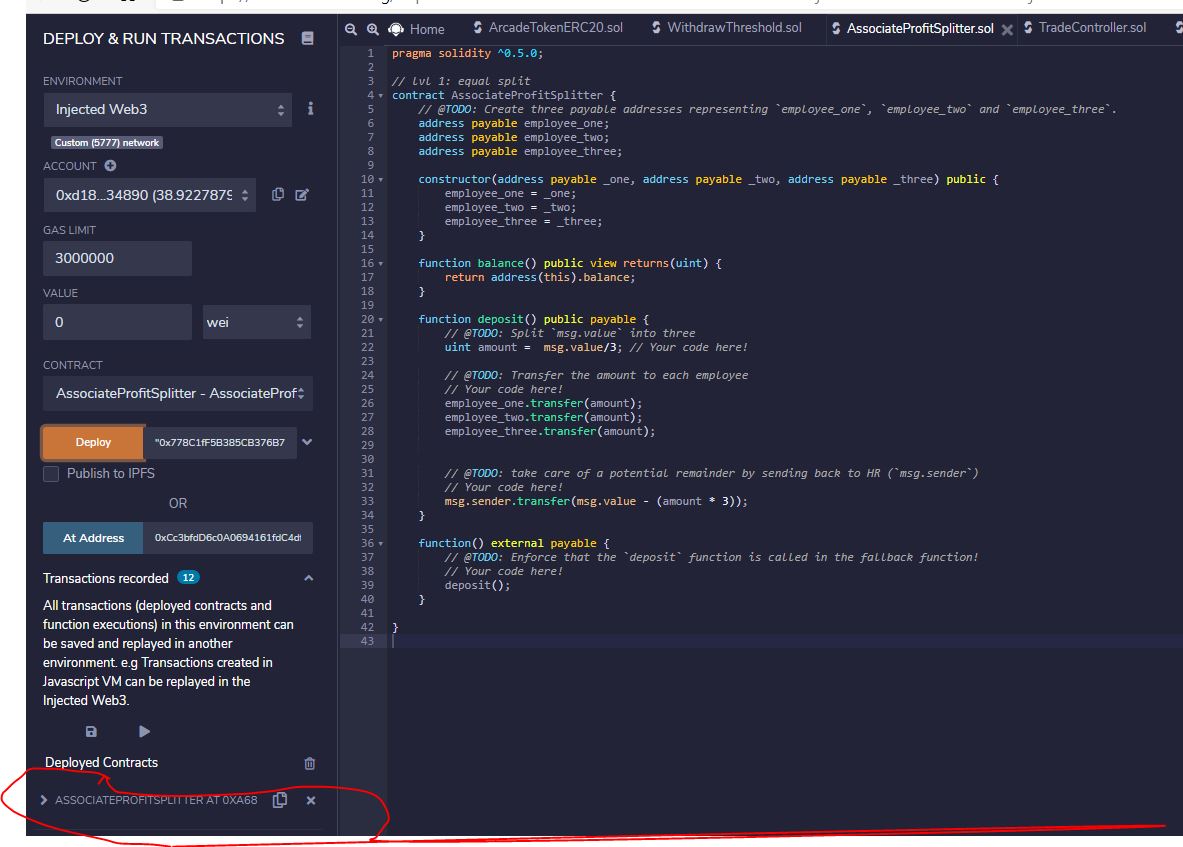 DEPLOY & RUN TRANSACTIONS
ENVIRONMENT
Injected Web3
Custom (5777) network
ACCOUNT
0xd18...34890 (38.9227879
GAS LIMIT
3000000
VALUE
0
wei
CONTRACT
AssociateProfitSplitter - AssociateProf
Deploy
"0x778C1fF5B385CB376B7
Publish to IPFS
OR
At Address
0xCc3bfdD6c0A0694161fdC4d
Transactions recorded 12
All transactions (deployed contracts and
function executions) in this environment can
be saved and replayed in another
environment. e.g Transactions created in
Javascript VM can be replayed in the
Injected Web3.
Deployed Contracts
ASSOCIATEPROFITSPLITTER AT 0XA68
Home
ArcadeTokenERC20.sol
WithdrawThreshold.sol
AssociateProfitSplitter.sol
TradeController.sol
1 pragma solidity ^0.5.0;
2
3 // lvl 1: equal split
4 contract AssociateProfitSplitter {
5 // @TODO: Create three payable addresses representing `employee_one`, `employee_two` and `employee_three`.
6 address payable employee_one;
7 address payable employee_two;
8 address payable employee_three;
9
10 constructor(address payable _one, address payable _two, address payable _three) public {
11 employee_one = _one;
12 employee_two = _two;
13 employee_three = _three;
14 }
15
16 function balance() public view returns(uint) {
17 return address(this).balance;
18 }
19
20 function deposit() public payable {
21 // @TODO: Split `msg.value` into three
22 uint amount =  msg.value/3; // Your code here!
23
24 // @TODO: Transfer the amount to each employee
25 // Your code here!
26 employee_one.transfer(amount);
27 employee_two.transfer(amount);
28 employee_three.transfer(amount);
29
30
31 // @TODO: take care of a potential remainder by sending back to HR (`msg.sender`)
32 // Your code here!
33 msg.sender.transfer(msg.value - (amount * 3));
34 }
35
36 function() external payable {
37 // @TODO: Enforce that the `deposit` function is called in the fallback function!
38 // Your code here!
39 deposit();
40 }
41
42 }
43